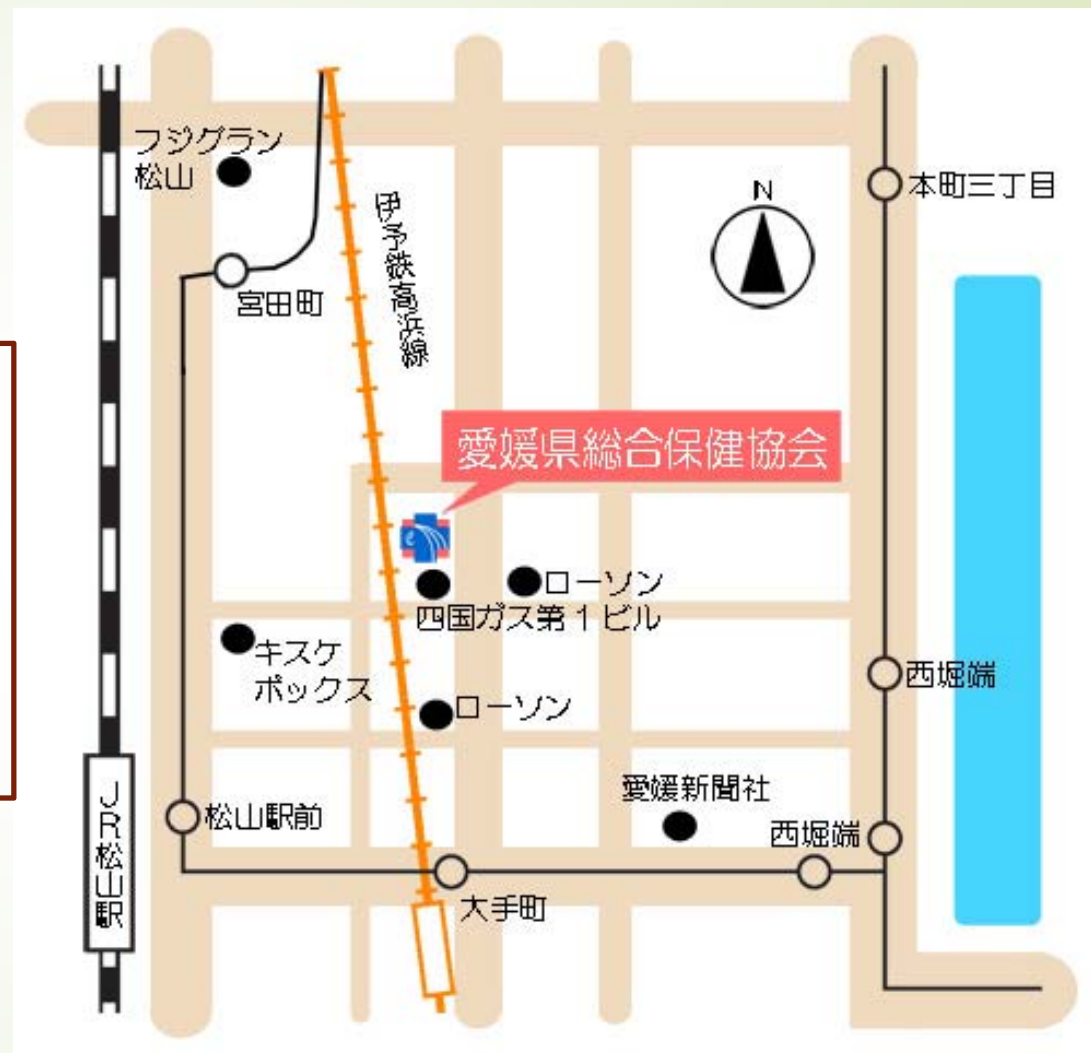 フジグラン
松山
N
本町三丁目
伊予鉄高浜線
宮田町
愛媛県総合保健協会
ローソン
四国ガス第1ビル
キスケ
ボックス
西堀端
ローソン
JR松山駅
松山駅前
愛媛新聞社
西堀端
大手町